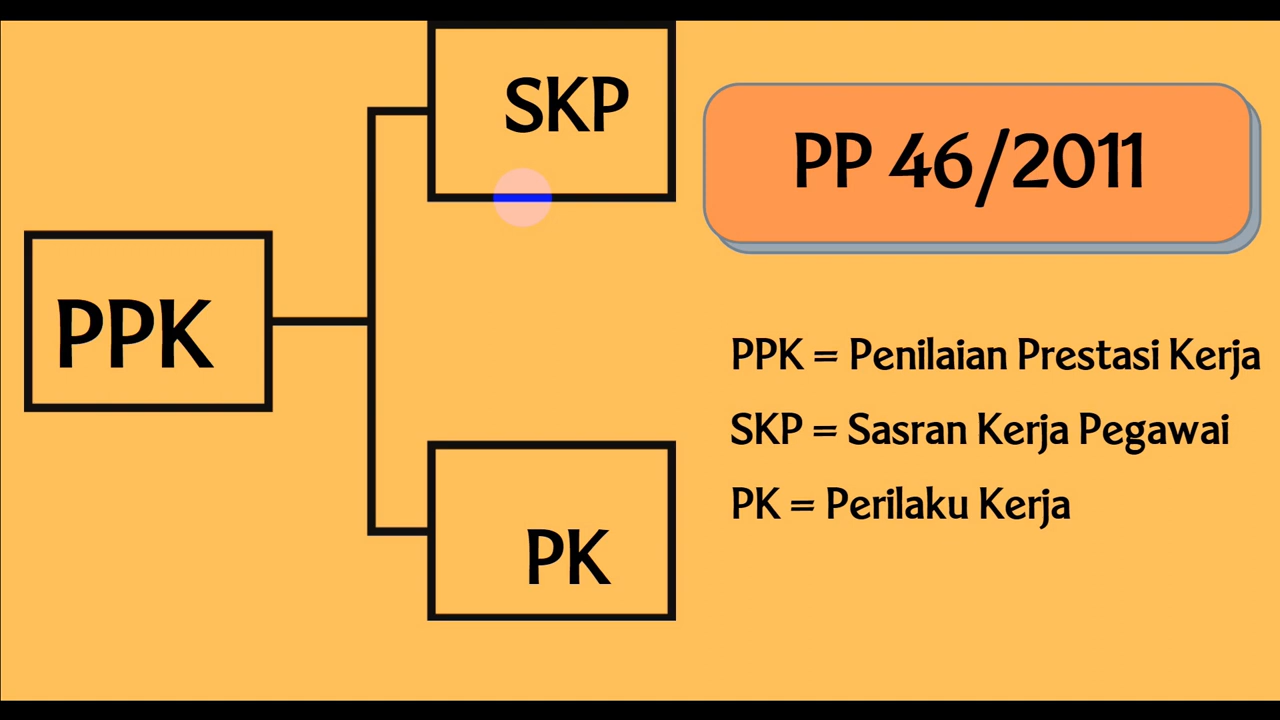 SKP
PP 46/2011
PPK
PPK = Penilaian Prestasi Kerja
SKP = Sasran Kerja Pegawai
PK = Perilaku Kerja
PK